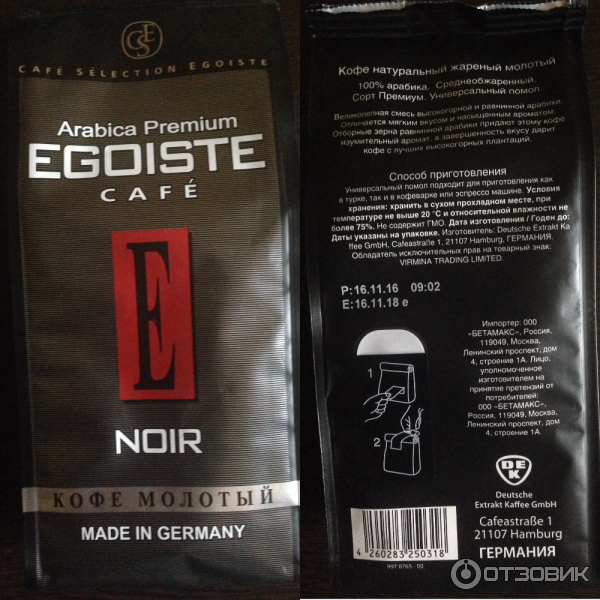 CAFÉ SÉLECTION EGOISTE
Arabica Premium
EGOISTE
CAFÉ
E
NOIR
КОФЕ МОЛОТЫЙ
MADE IN GERMANY
Кофе натуральный жареный молотый
100% арабика. Среднеобжаренный.
Сорт Премиум. Универсальный помол.
Великолепная смесь высокогорной и равнинной арабики.
Отличается мягким вкусом и насыщенным ароматом.
Отборные зерна равнинной арабики придают этому кофе
изумительный аромат, а завершенность вкусу дарит
кофе с лучших высокогорных плантаций.
Способ приготовления
Универсальный помол подходит для приготовления как
в турке, так и в кофеварке или эспрессо машине. Условия
хранения: хранить в сухом прохладном месте, при
температуре не выше 20 °С и относительной влажности не
более 75%. Не содержит ГМО. Дата изготовления / Годен до:
Даты указаны на упаковке. Изготовитель: Deutsche Extrakt Ka
ffee GmbH, Cafeastraße 1, 21107 Hamburg. ГЕРМАНИЯ.
Обладатель исключительных прав на товарный знак:
VIRMINA TRADING LIMITED.
P:16.11.16 09:02
E:16.11.18 e
Импортер: ООО
«БЕТАМАКС», Россия,
119049, Москва,
Ленинский проспект, дом
4, строение 1А. Лицо,
уполномоченное
изготовителем на
принятие претензий от
потребителей:
ООО «БЕТАМАКС», Россия,
119049, Москва,
Ленинский проспект, дом
4, строение 1А.
1
2
DEK
Deutsche
Extrakt Kaffee GmbH
Cafeastraße 1
21107 Hamburg
ГЕРМАНИЯ
4 260283 250318
997 0765 - 00
ОТЗОВИК